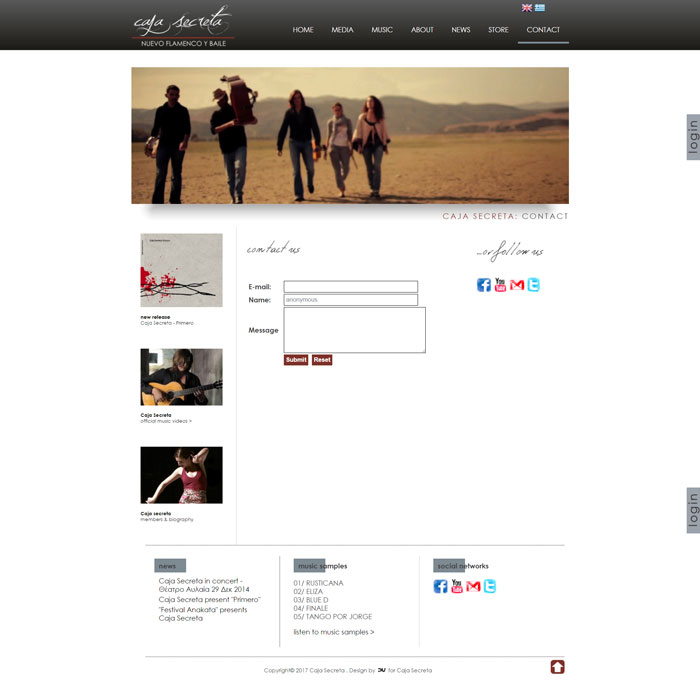 caja secreta
NUEVO FLAMENCO Y BAILE
HOME MEDIA MUSIC ABOUT NEWS STORE CONTACT
login
CAJA SECRETA: CONTACT
new release
Caja Secreta - Primero
Caja Secreta
official music videos >
Caja secreta
members & biography
contact us
E-mail:
Name: anonymous
Message
Submit Reset
...or follow us
You Tube
login
news
Caja Secreta in concert -
Θέατρο Αυλαία 29 Δεκ 2014
Caja Secreta present "Primero"
"Festival Anakata" presents
Caja Secreta
music samples
01/ RUSTICANA
02/ ELIZA
03/ BLUE D
04/ FINALE
05/ TANGO POR JORGE
listen to music samples >
social networks
You Tube
Copyright© 2017 Caja Secreta . Design by for Caja Secreta